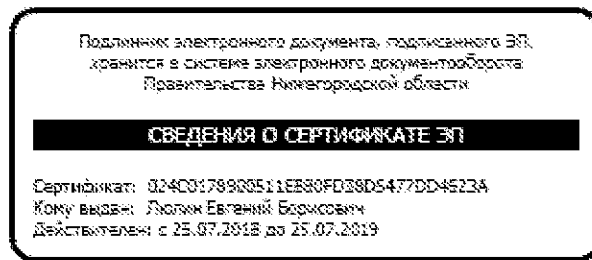 Подлинник электронного документа, подписанного ЭП,
хранится в системе электронного документооборота
Правительства Нижегородской области
СВЕДЕНИЯ О СЕРТИФИКАТЕ ЭП
Сертификат:
Кому выдан: Люлин Евгений Борисович
Действителен: с 25.07.2018 до 25.07.2019